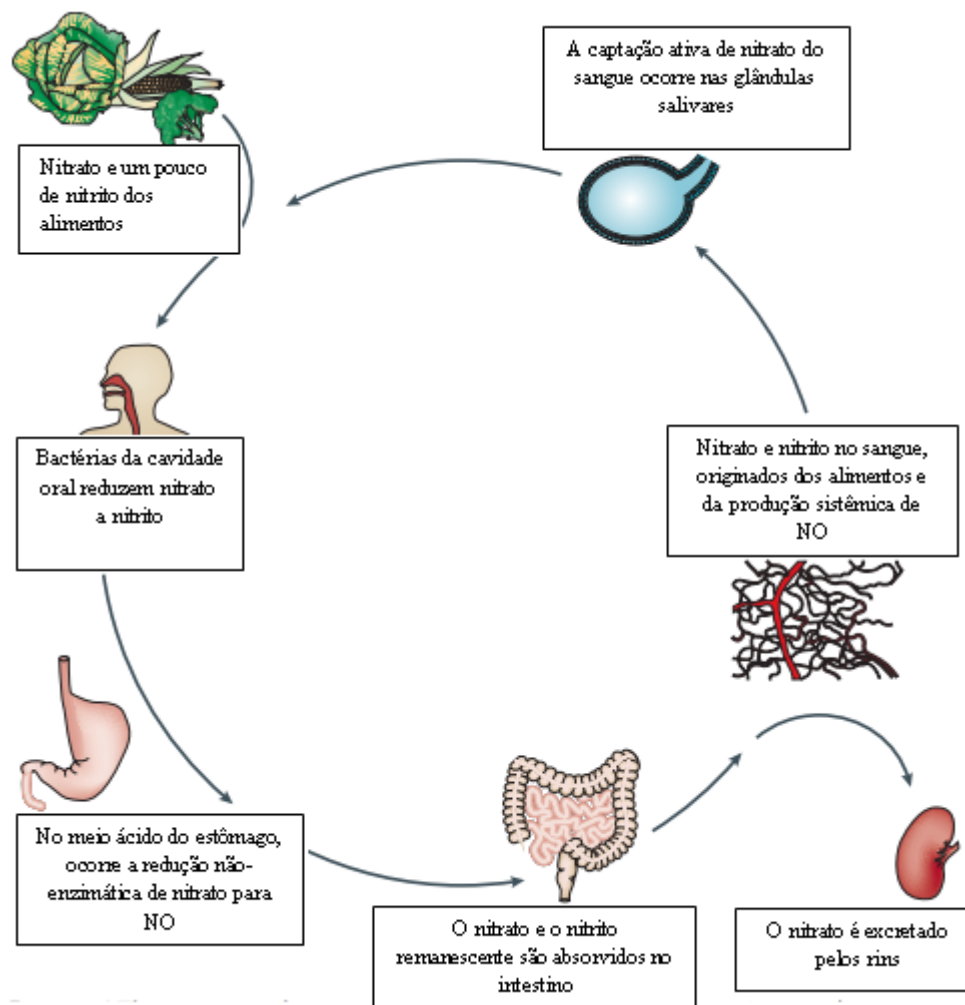 A captação ativa de nitrato do
sangue ocorre nas glândulas
salivares
Nitrato e um pouco
de nitrito dos
alimentos
Bactérias da cavidade
oral reduzem nitrato
a nitrito
Nitrato e nitrito no sangue,
originados dos alimentos e
da produção sistêmica de
NO
No meio ácido do estômago,
ocorre a redução não-
enzimática de nitrato para
NO
O nitrato e o nitrito
remanescente são absorvidos no
intestino
O nitrato é excretado
pelos rins